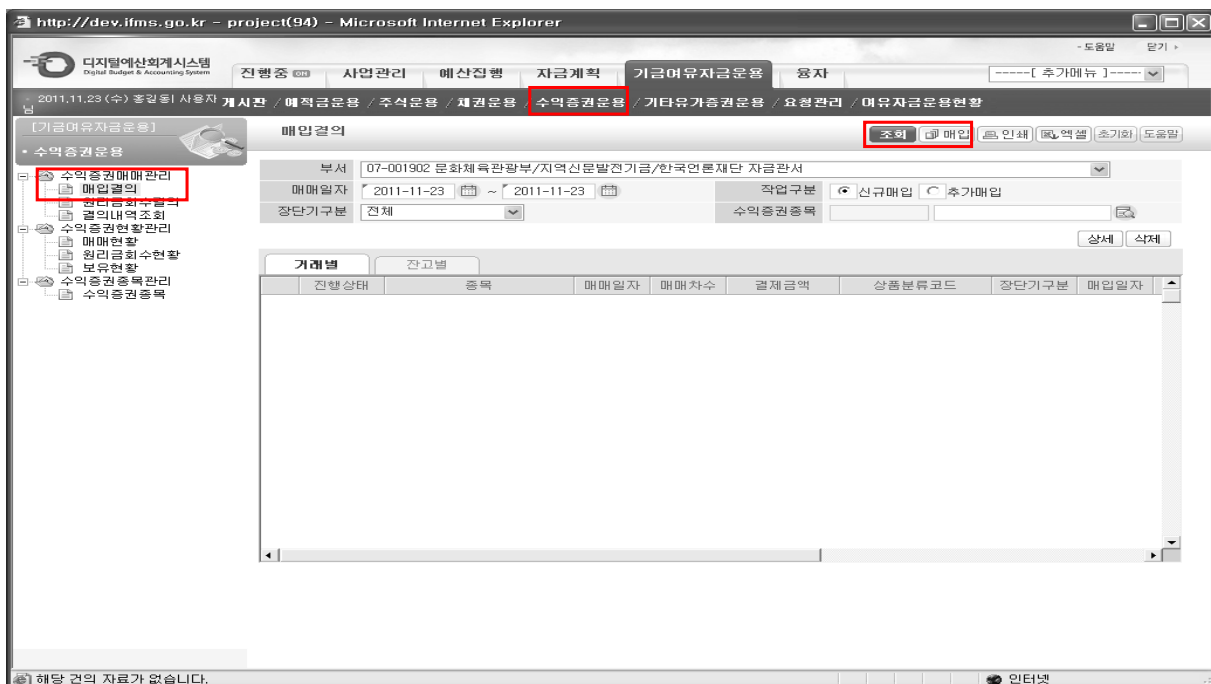 http://dev.ifms.go.kr - project(94) - Microsoft Internet Explorer
- 도움말 닫기
디지털예산회계시스템
Digital Budget & Accounting System
진행중 ON 사업관리 예산집행 자금계획 기금여유자금운용 융자 -----[ 추가메뉴 ]-----
2011.11.23 (수) 홍길동| 사용자 님
게시판 / 예적금운용 / 주식운용 / 채권운용 / 수익증권운용 / 기타유가증권운용 / 요청관리 / 여유자금운용현황
[기금여유자금운용]
• 수익증권운용
수익증권매매관리
매입결의
원리금회수결의
결의내역조회
수익증권현황관리
매매현황
원리금회수현황
보유현황
수익증권종목관리
수익증권종목
매입결의 조회 매입 인쇄 엑셀 초기화 도움말
부서 07-001902 문화체육관광부/지역신문발전기금/한국언론재단 자금관서
매매일자 2011-11-23 ~ 2011-11-23 작업구분 신규매입 추가매입
장단기구분 전체 수익증권종목
상세 삭제
거래별 잔고별
진행상태 종목 매매일자 매매차수 결제금액 상품분류코드 장단기구분 매입일자
해당 건의 자료가 없습니다. 인터넷